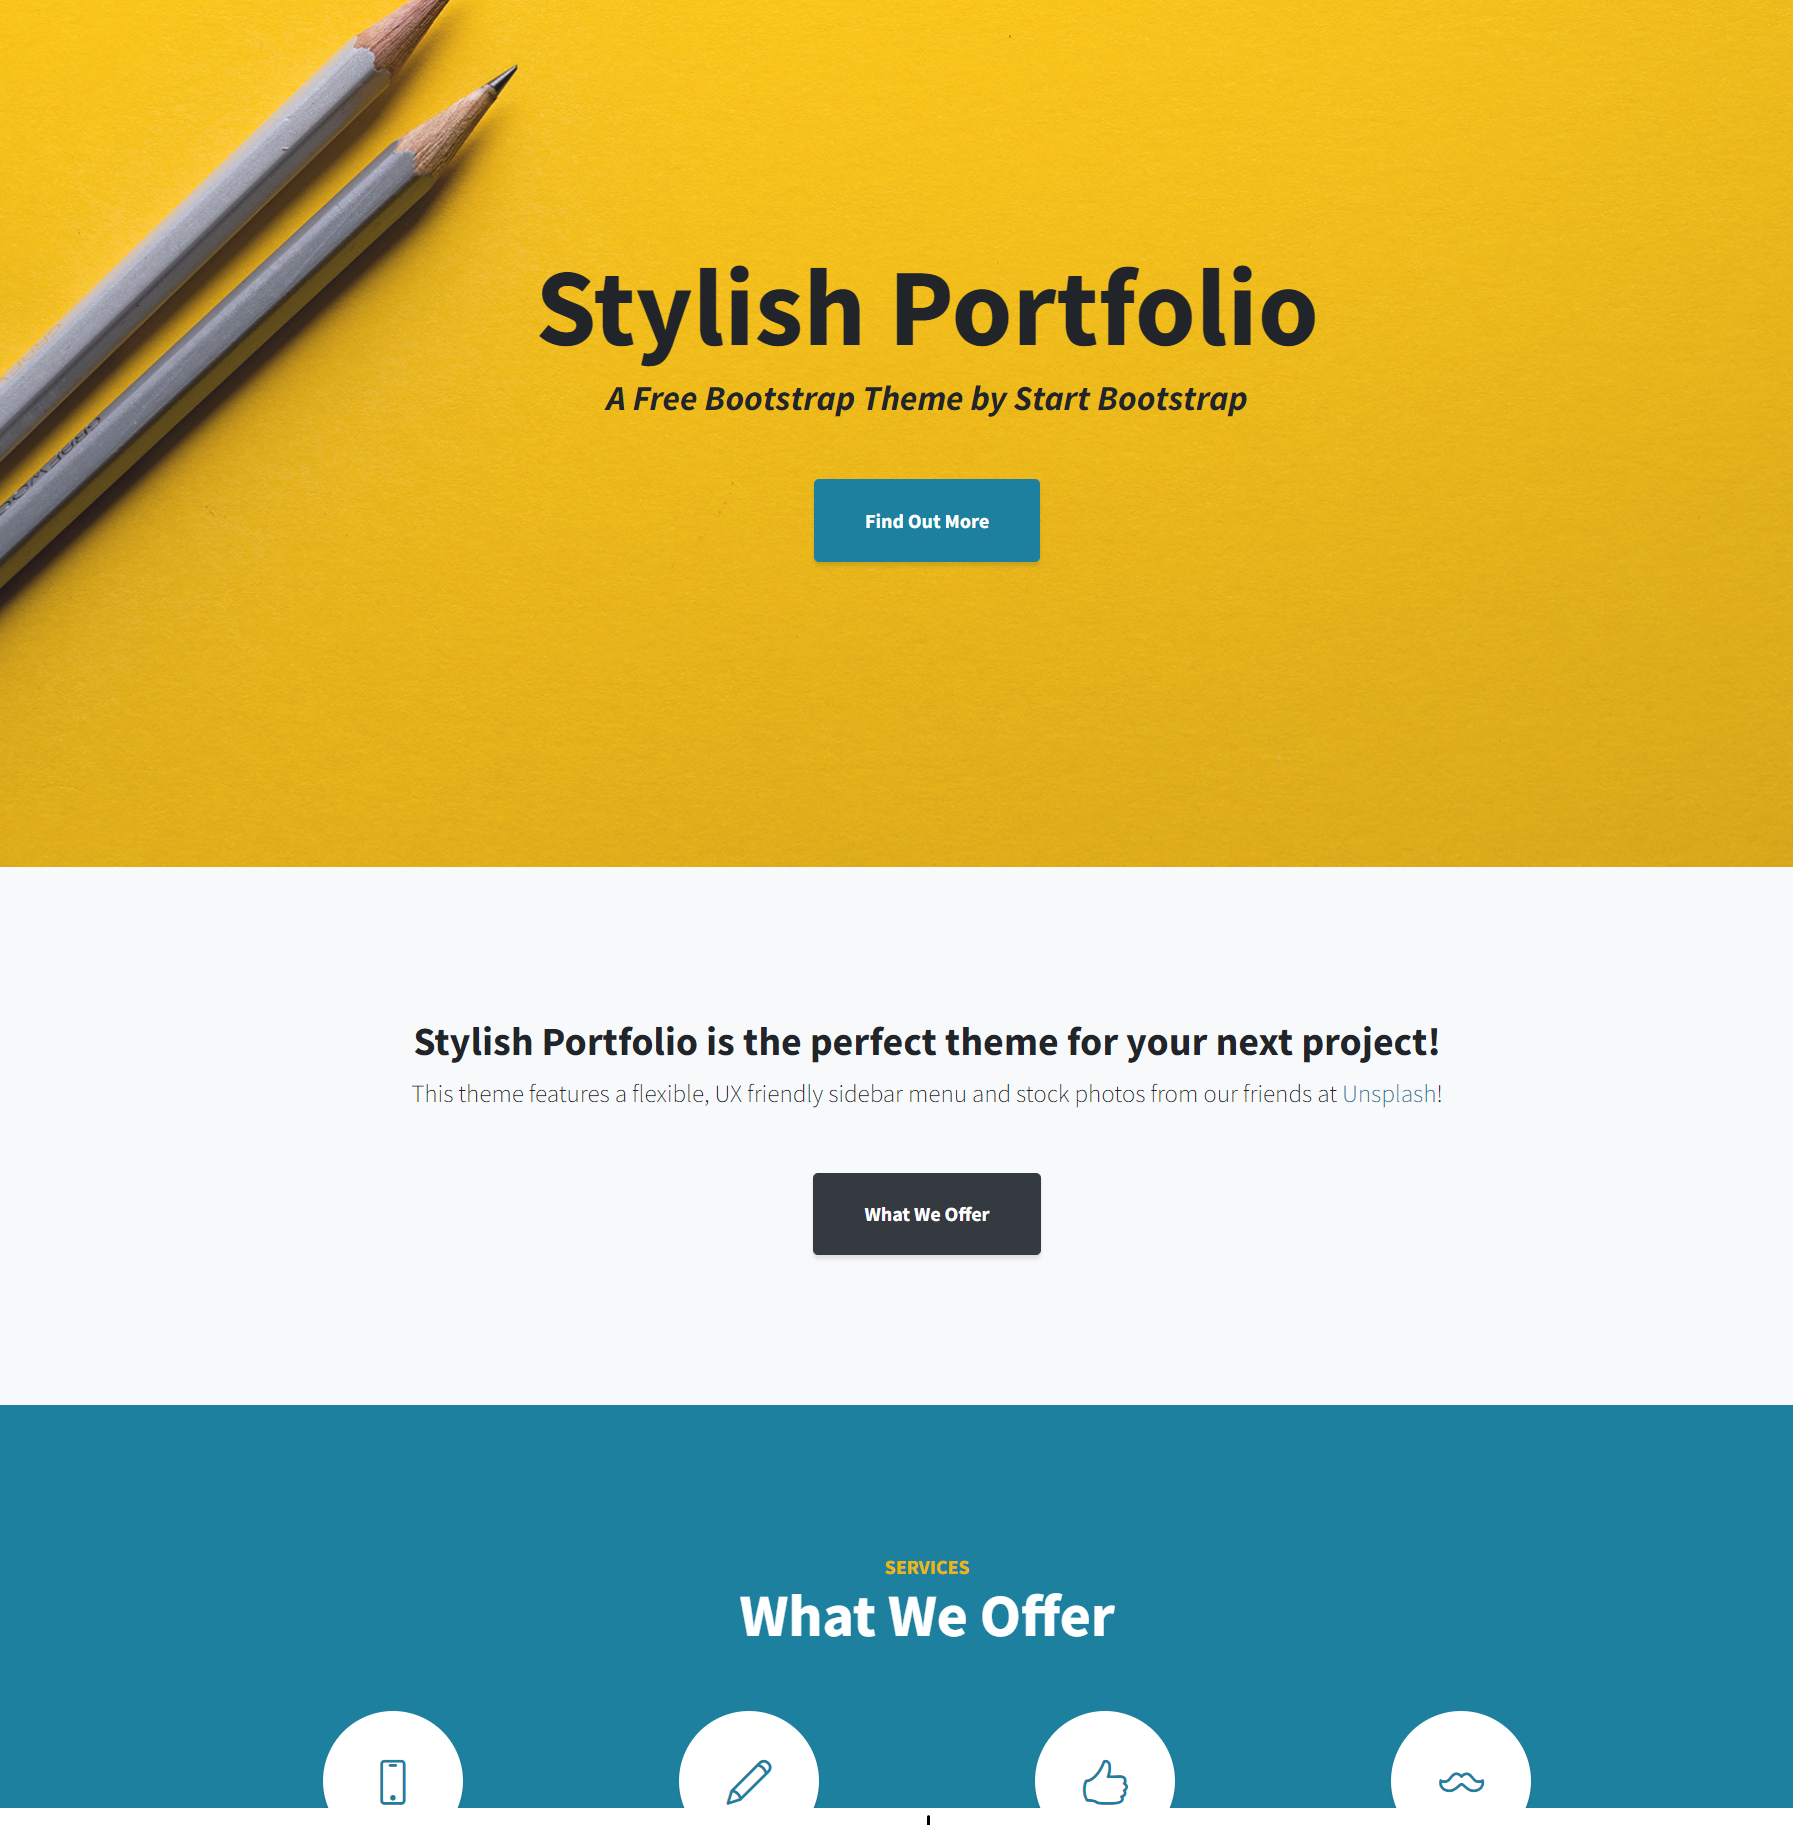 Stylish Portfolio
A Free Bootstrap Theme by Start Bootstrap
Find Out More
Stylish Portfolio is the perfect theme for your next project!
This theme features a flexible, UX friendly sidebar menu and stock photos from our friends at Unsplash!
What We Offer
SERVICES
What We Offer